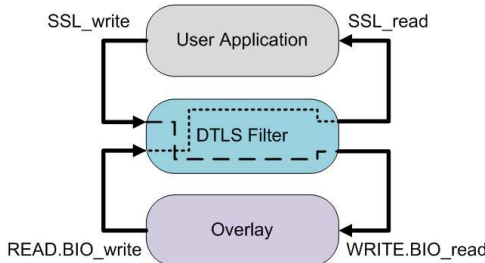 SSL_write
SSL_read
User Application
DTLS Filter
Overlay
READ.BIO_write
WRITE.BIO_read